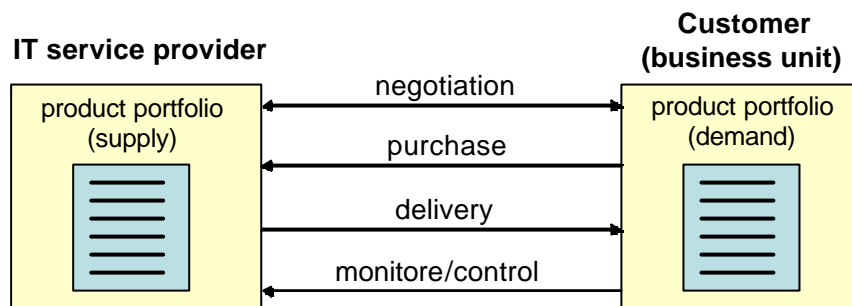 IT service provider
Customer
(business unit)
product portfolio
(supply)
negotiation
purchase
delivery
monitore/control
product portfolio
(demand)